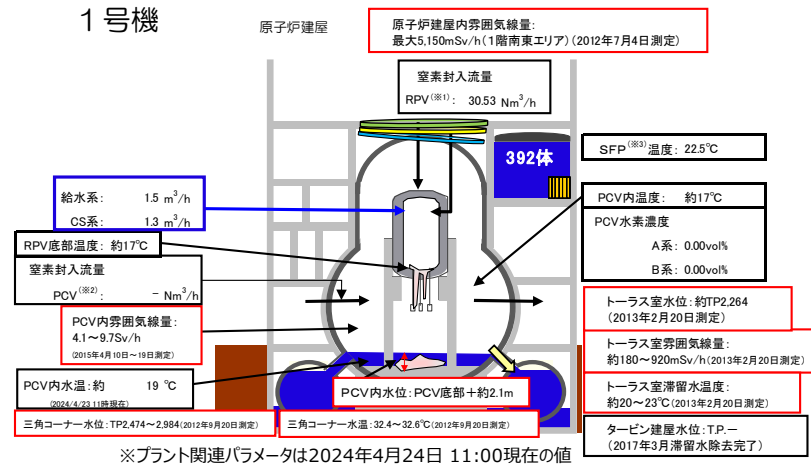 1号機
原子炉建屋
原子炉建屋内雰囲気線量:
最大5,150mSv/h(1階南東エリア)(2012年7月4日測定)
窒素封入流量
RPV(※1): 30.53 Nm3/h
392体
SFP(※3)温度: 22.5℃
給水系: 1.5 m3/h
CS系: 1.3 m3/h
PCV内温度: 約17℃
PCV水素濃度
A系: 0.00vol%
B系: 0.00vol%
RPV底部温度: 約17℃
窒素封入流量
PCV(※2): - Nm3/h
PCV内雰囲気線量:
4.1~9.7Sv/h
(2015年4月10日~19日測定)
トーラス室水位: 約TP2,264
(2013年2月20日測定)
トーラス室雰囲気線量:
約180~920mSv/h(2013年2月20日測定)
PCV内水温: 約 19 ℃
(2024/4/23 11時現在)
PCV内水位: PCV底部+約2.1m
トーラス室滞留水温度:
約20~23℃(2013年2月20日測定)
三角コーナー水位: TP2,474~2,984(2012年9月20日測定)
三角コーナー水温: 32.4~32.6℃(2012年9月20日測定)
タービン建屋水位: T.P.-
(2017年3月滞留水除去完了)
※プラント関連パラメータは2024年4月24日 11:00現在の値